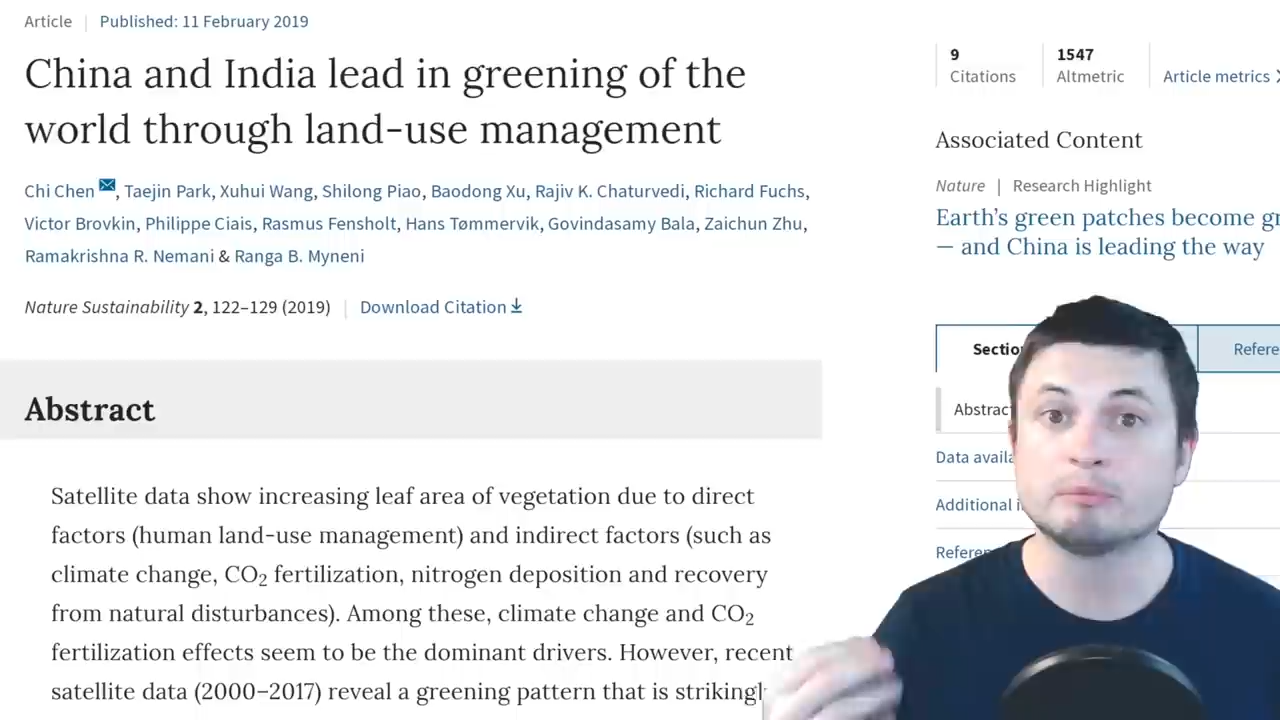 Article | Published: 11 February 2019
China and India lead in greening of the
world through land-use management
Chi Chen, Taejin Park, Xuhui Wang, Shilong Piao, Baodong Xu, Rajiv K. Chaturvedi, Richard Fuchs,
Victor Brovkin, Philippe Ciais, Rasmus Fensholt, Hans Tømmervik, Govindasamy Bala, Zaichun Zhu,
Ramakrishna R. Nemani & Ranga B. Myneni
Nature Sustainability 2, 122–129 (2019) | Download Citation
Abstract
Satellite data show increasing leaf area of vegetation due to direct
factors (human land-use management) and indirect factors (such as
climate change, CO2 fertilization, nitrogen deposition and recovery
from natural disturbances). Among these, climate change and CO2
fertilization effects seem to be the dominant drivers. However, recent
satellite data (2000–2017) reveal a greening pattern that is
9 1547
Citations Altmetric Article metrics
Associated Content
Nature | Research Highlight
Earth’s green patches become
— and China is leading the way
Data
Additional